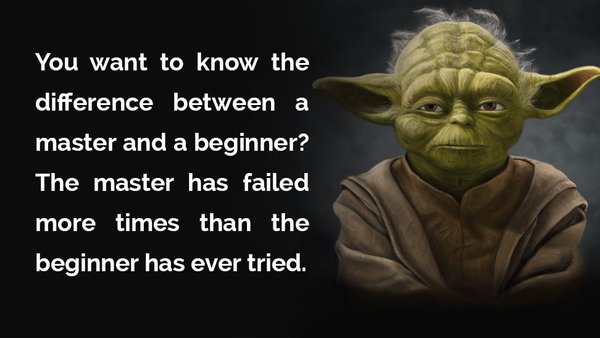 You want to know the
difference between a
master and a beginner?
The master has failed
more times than the
beginner has ever tried.